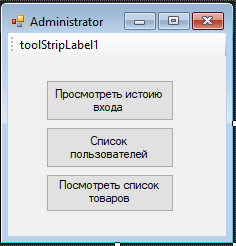 Administrator
toolStripLabel1
Просмотреть истоию
входа
Список
пользователей
Посмотреть список
товаров